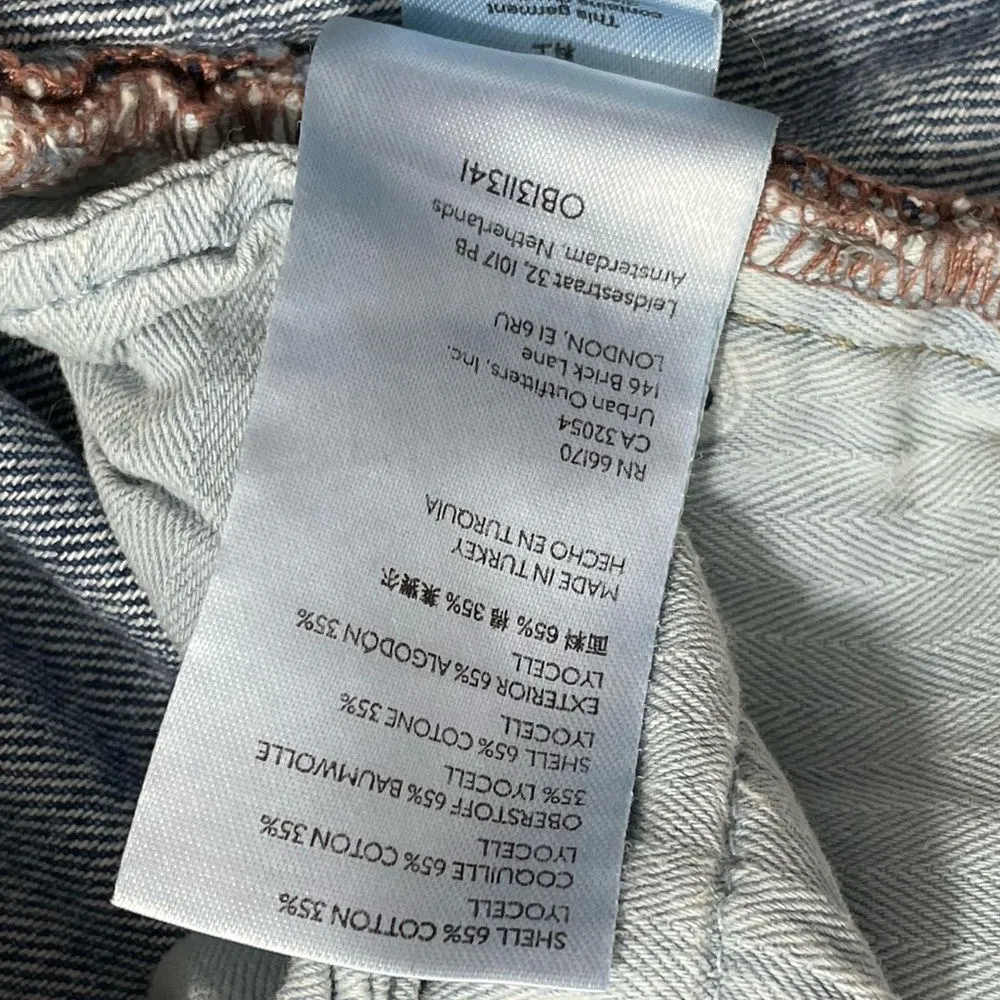 SHELL 65% COTTON 35%
LYOCELL
COQUILLE 65% COTON 35%
LYOCELL
OBERSTOFF 65% BAUMWOLLE
35% LYOCELL
SHELL 65% COTONE 35%
LYOCELL
EXTERIOR 65% ALGODÓN 35%
LYOCELL
面料 65% 棉 35% 莱赛尔
MADE IN TURKEY
HECHO EN TURQUÍA
RN 66170
CA 32054
Urban Outfitters, Inc.
146 Brick Lane
LONDON, E1 6RU
Leidsestraat 32, 1017 PB
Amsterdam, Netherlands
OB1311341
This garment
contains